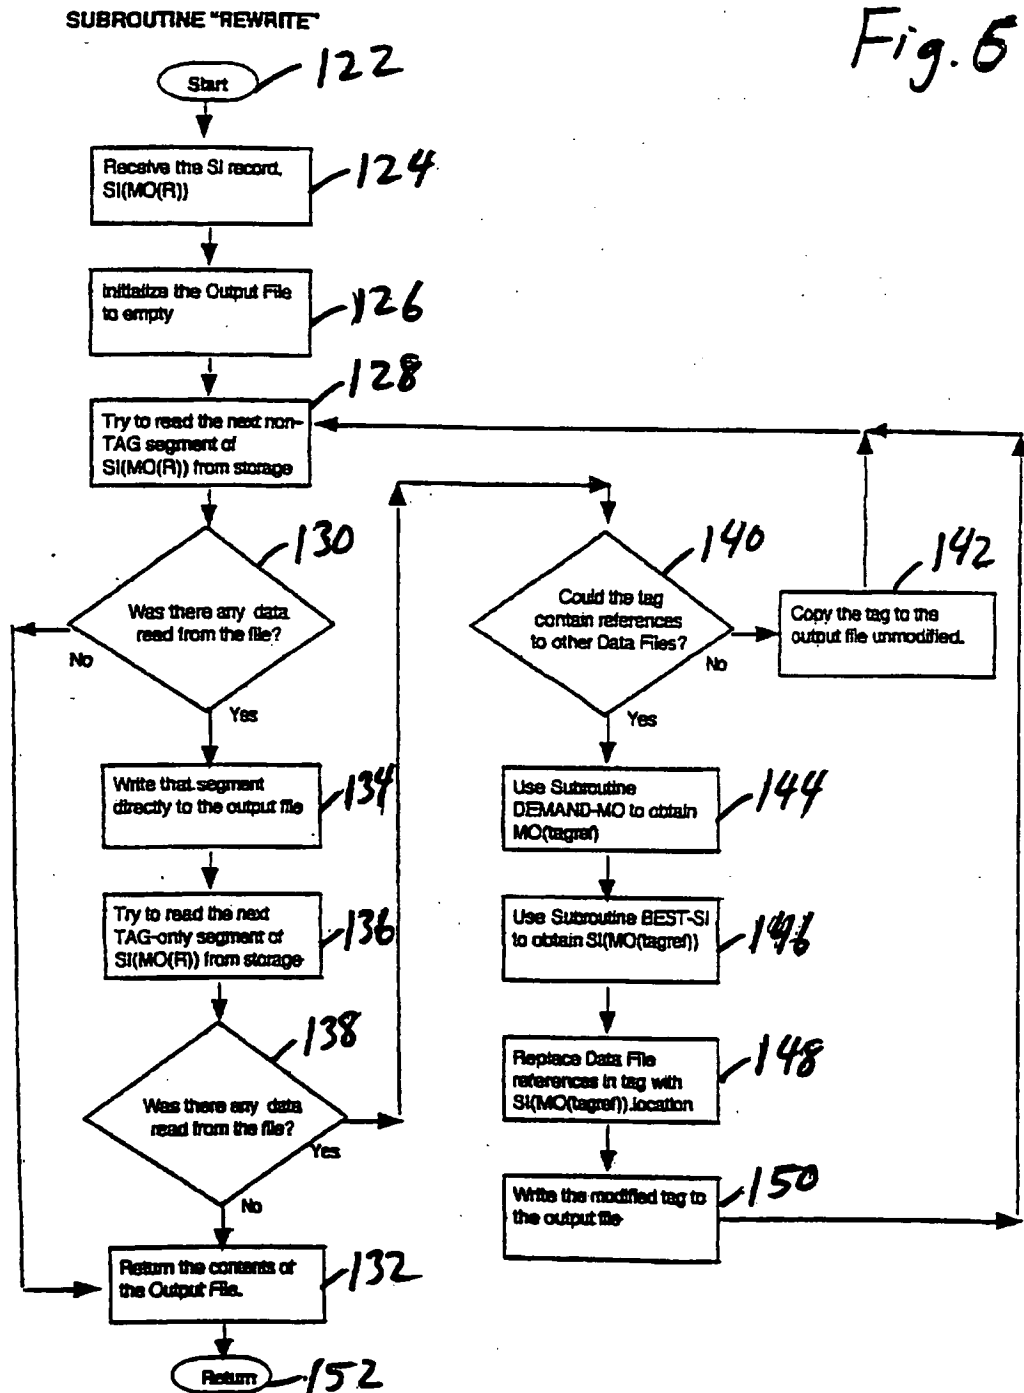 SUBROUTINE "REWRITE"
Fig. 5
Start
122
Receive the SI record,
SI(MO(R))
124
Initialize the Output File
to empty
126
128
Try to read the next non-
TAG segment of
SI(MO(R)) from storage
130
Was there any data
read from the file?
No
Yes
Write that segment
directly to the output file
134
Try to read the next
TAG-only segment of
SI(MO(R)) from storage
136
138
Was there any data
read from the file?
Yes
No
Return the contents of
the Output File.
132
Return
152
140
Could the tag
contain references
to other Data Files?
No
Yes
142
Copy the tag to the
output file unmodified.
Use Subroutine
DEMAND-MO to obtain
MO(tagref)
144
Use Subroutine BEST-SI
to obtain SI(MO(tagref))
146
Replace Data File
references in tag with
SI(MO(tagref)).location
148
Write the modified tag to
the output file
150